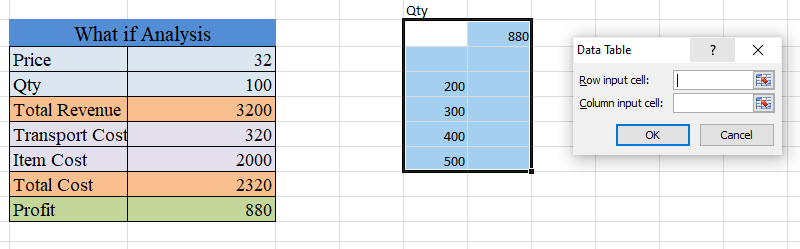 Qty
What if Analysis
Price 32
Qty 100
Total Revenue 3200
Transport Cost 320
Item Cost 2000
Total Cost 2320
Profit 880
880
200
300
400
500
Data Table ? ×
Row input cell:
Column input cell:
OK Cancel